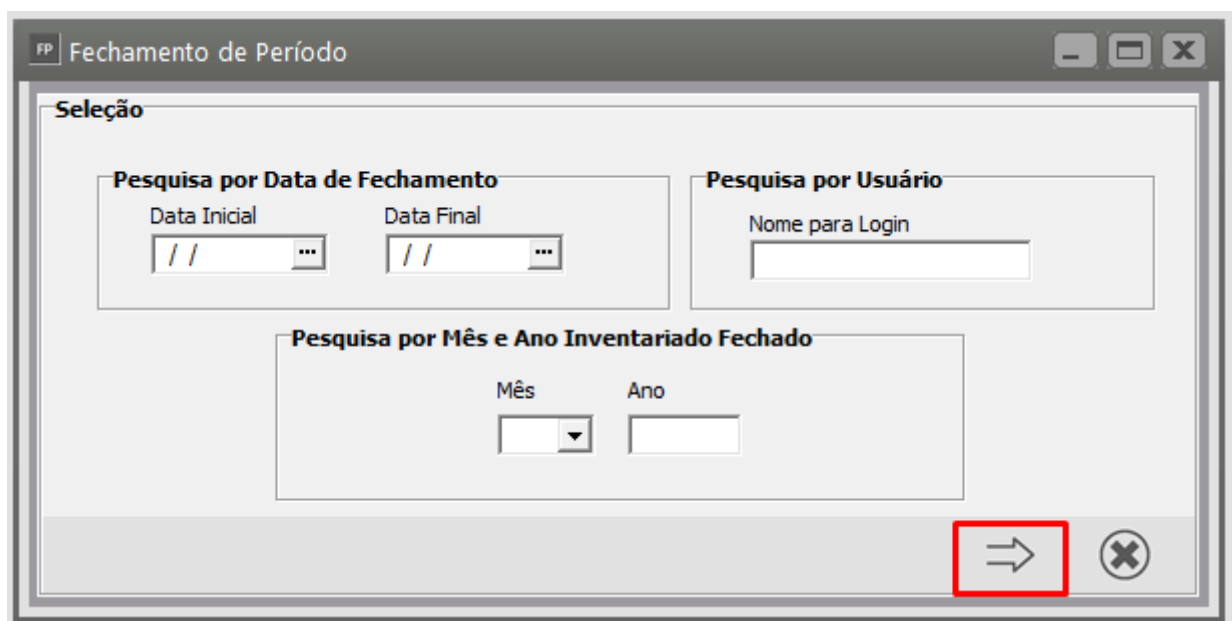 FP Fechamento de Período
Seleção
Pesquisa por Data de Fechamento
Data Inicial
Data Final
/ /
...
/ /
...
Pesquisa por Usuário
Nome para Login
Pesquisa por Mês e Ano Inventariado Fechado
Mês
Ano